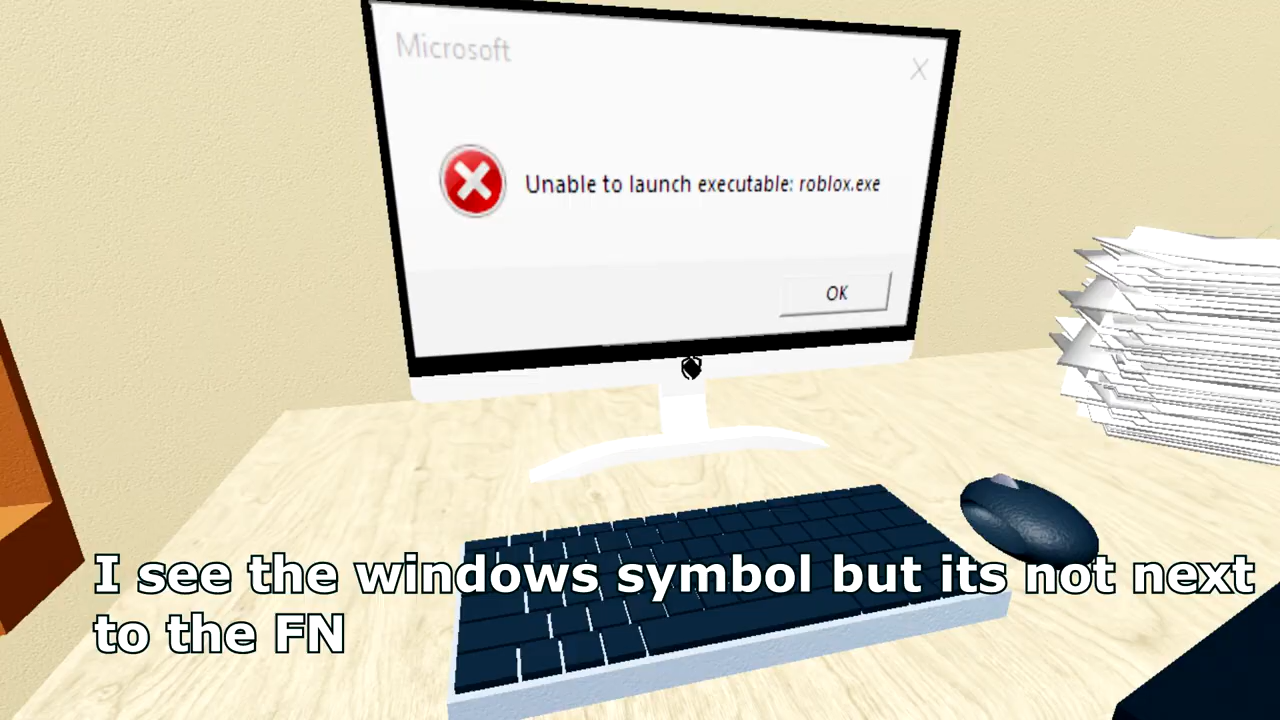 Microsoft
Unable to launch executable: roblox.exe
OK
I see the windows symbol but its not next
to the FN